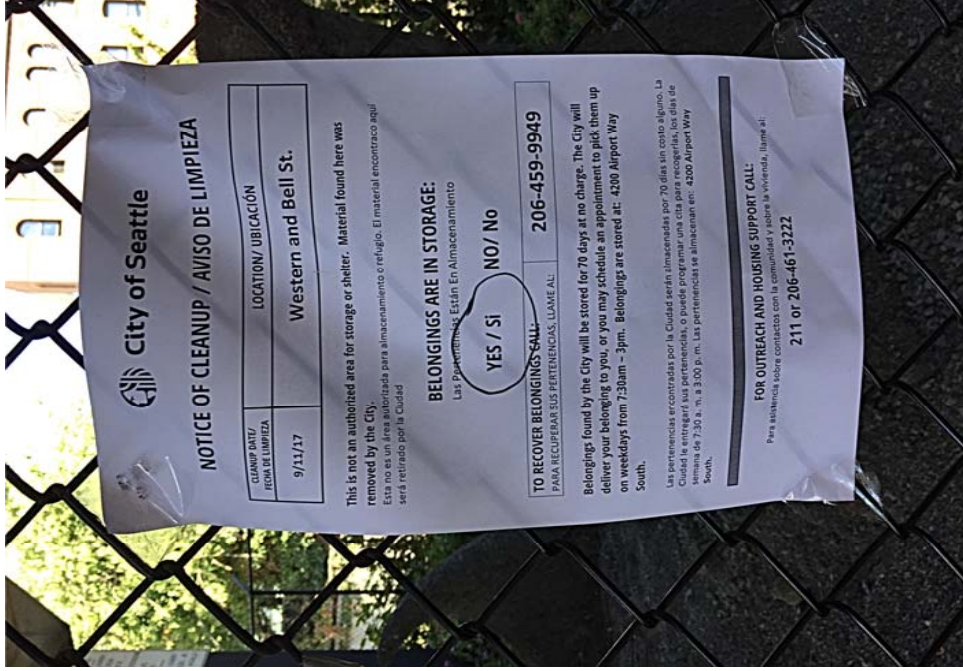 City of Seattle
NOTICE OF CLEANUP / AVISO DE LIMPIEZA
CLEANUP DATE/
FECHA DE LIMPIEZA
LOCATION/ UBICACIÓN
9/11/17
Western and Bell St.
This is not an authorized area for storage or shelter. Material found here was
removed by the City.
Esta no es un área autorizada para almacenamiento o refugio. El material encontraco aquí
será retirado por la Ciudad
BELONGINGS ARE IN STORAGE:
Las Pertenencias Están En Almacenamiento
YES / Sí NO/ No
TO RECOVER BELONGINGS CALL:
PARA RECUPERAR SUS PERTENENCIAS, LLAME AL:
206-459-9949
Belongings found by the City will be stored for 70 days at no charge. The City will
deliver your belonging to you, or you may schedule an appointment to pick them up
on weekdays from 7:30am – 3pm. Belongings are stored at: 4200 Airport Way
South.
Las pertenencias encontradas por la Ciudad serán almacenadas por 70 días sin costo alguno. La
Ciudad le entregará sus pertenencias, o puede programar una cita para recogerlas, los días de
semana de 7:30 a. m. a 3:00 p. m. Las pertenencias se almacenan en: 4200 Airport Way
South.
FOR OUTREACH AND HOUSING SUPPORT CALL:
Para asistencia sobre contactos con la comunidad y sobre la vivienda, llame al:
211 or 206-461-3222